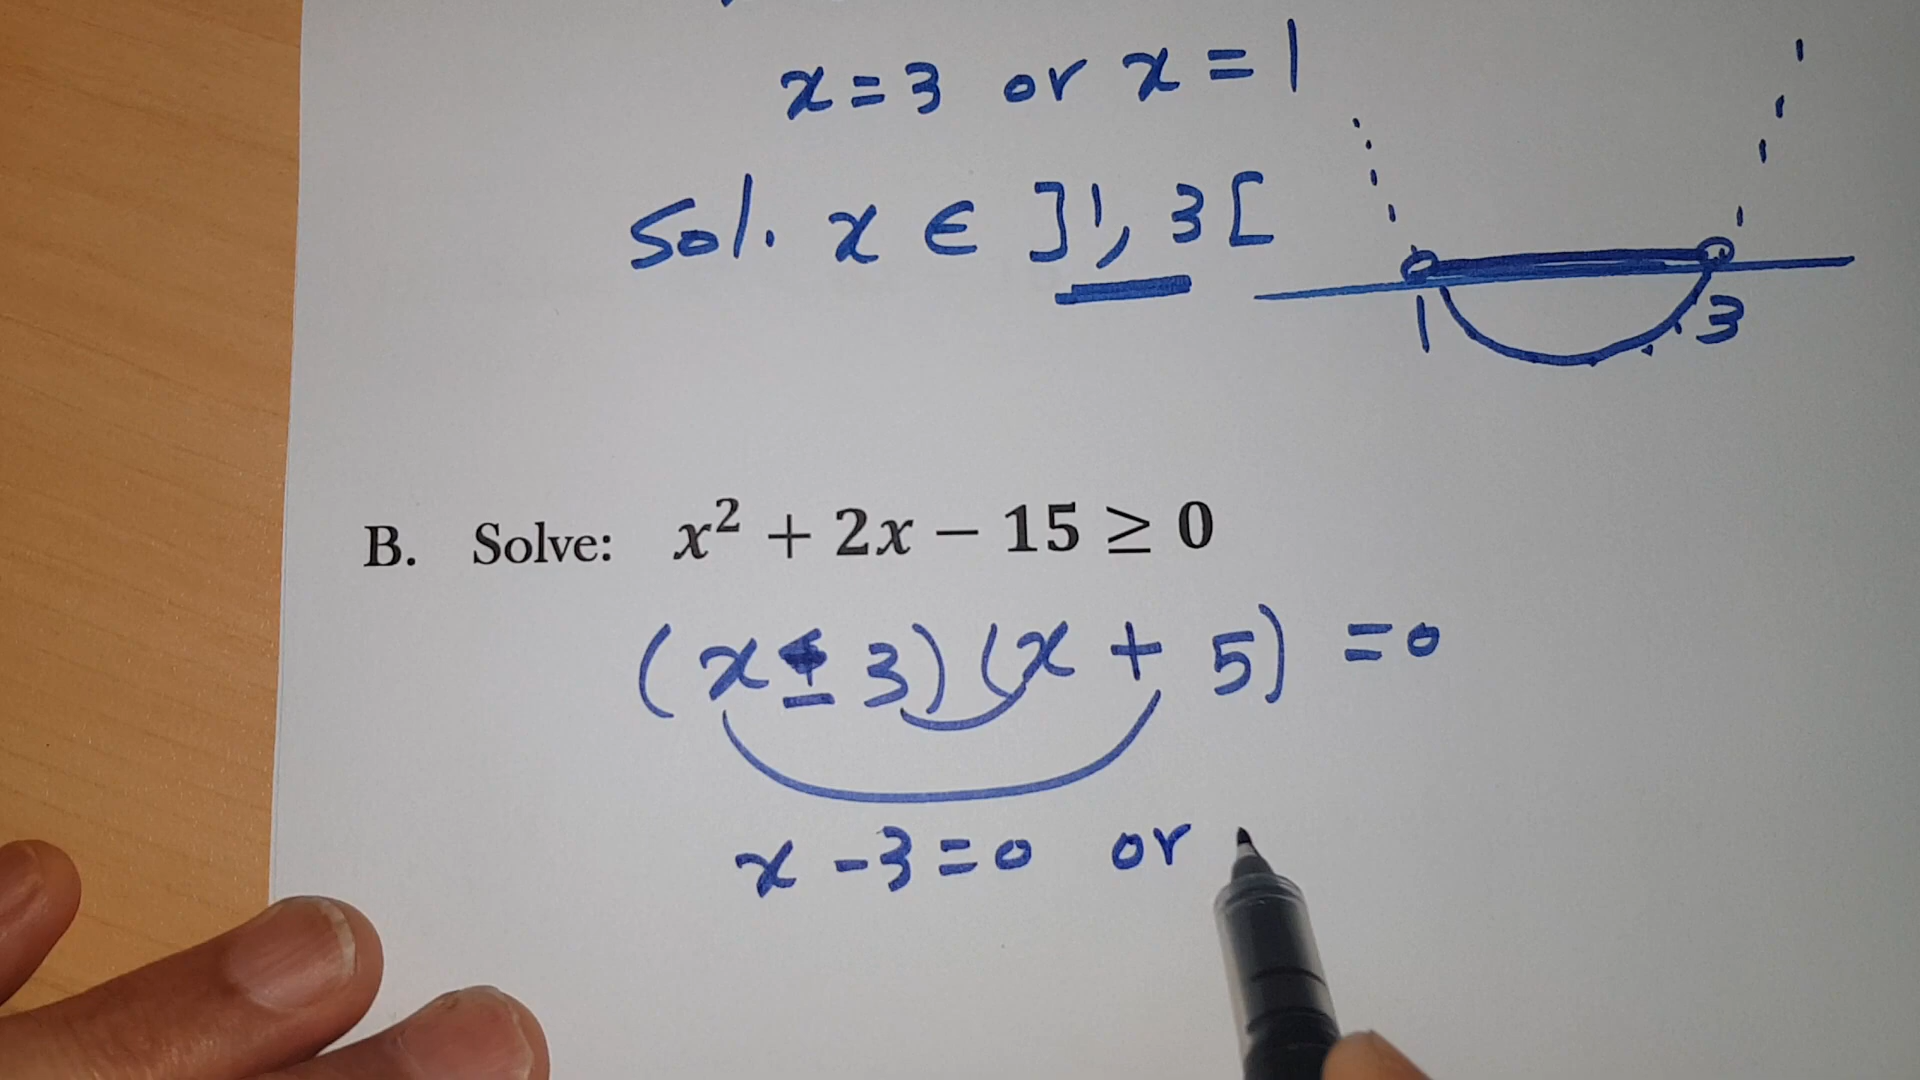 x = 3 or x = 1
Sol. x ∈ ]1, 3[
1 3
B. Solve: x² + 2x − 15 ≥ 0
(x - 3)(x + 5) = 0
x - 3 = 0 or